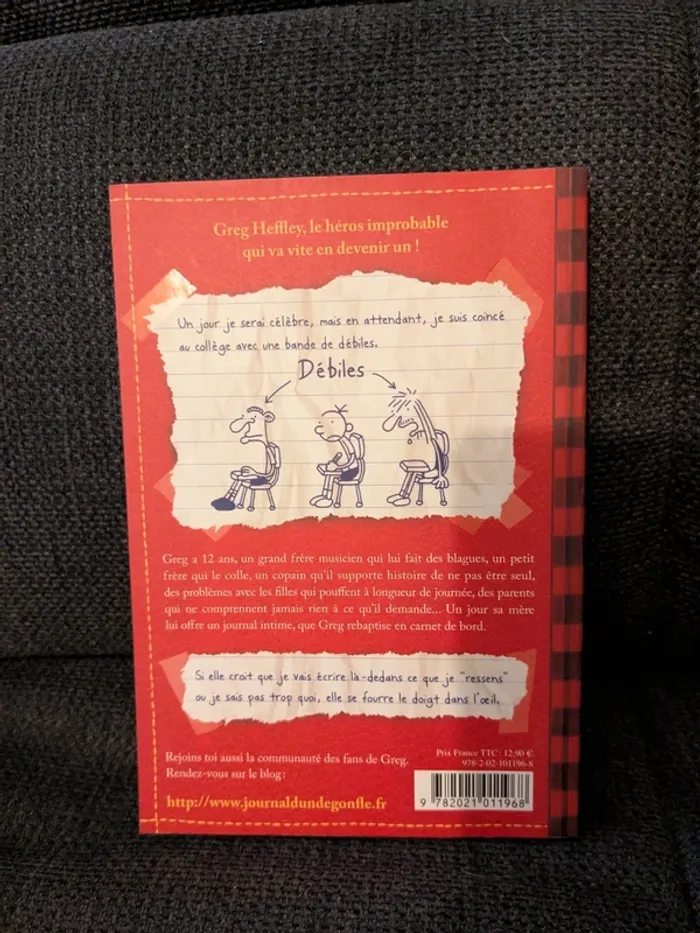 Greg Heffley, le héros improbable
qui va vite en devenir un !
Un jour je serai célèbre, mais en attendant, je suis coincé
au collège avec une bande de débiles.
Débiles
Greg a 12 ans, un grand frère musicien qui lui fait des blagues, un petit
frère qui le colle, un copain qu'il supporte histoire de ne pas être seul,
des problèmes avec les filles qui pouffent à longueur de journée, des parents
qui ne comprennent jamais rien à ce qu'il demande... Un jour sa mère
lui offre un journal intime, que Greg rebaptise en carnet de bord.
Si elle croit que je vais écrire là-dedans ce que je "ressens"
ou je sais pas trop quoi, elle se fourre le doigt dans l'œil.
Rejoins toi aussi la communauté des fans de Greg.
Rendez-vous sur le blog :
http://www.journaldundegonfle.fr
Prix France TTC : 12,90 €
978-2-02-101196-8
9 782021 011968